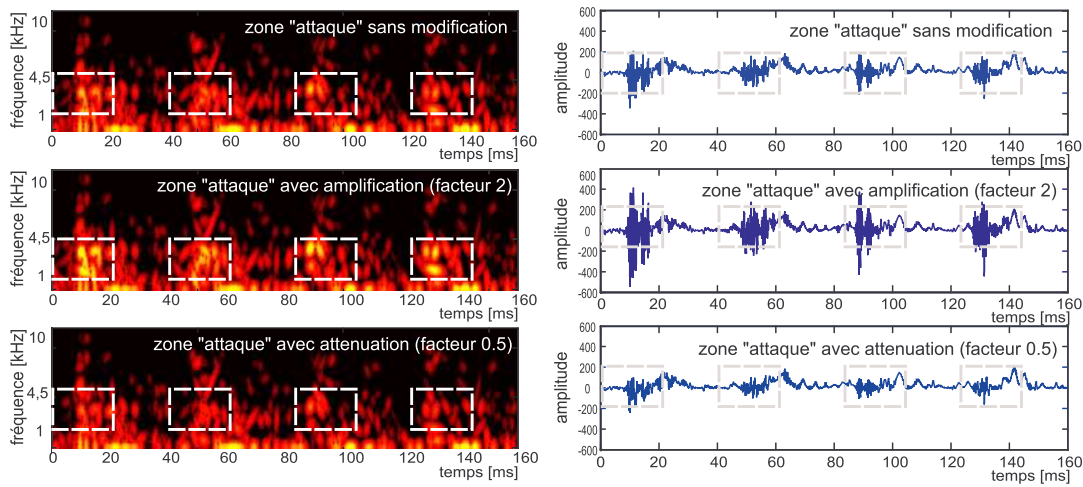 zone "attaque" sans modification
fréquence [kHz]
10
4,5
1
0 20 40 60 80 100 120 140 160
temps [ms]
zone "attaque" sans modification
amplitude
600
400
200
0
-200
-400
-600
0 20 40 60 80 100 120 140 160
temps [ms]
zone "attaque" avec amplification (facteur 2)
fréquence [kHz]
10
4.5
1
0 20 40 60 80 100 120 140 160
temps [ms]
zone "attaque" avec amplification (facteur 2)
amplitude
600
400
200
0
-200
-400
-600
0 20 40 60 80 100 120 140 160
temps [ms]
zone "attaque" avec attenuation (facteur 0.5)
fréquence [kHz]
10
4,5
1
0 20 40 60 80 100 120 140 160
temps [ms]
zone "attaque" avec attenuation (facteur 0.5)
amplitude
600
400
200
0
-200
-400
-600
0 20 40 60 80 100 120 140 160
temps [ms]